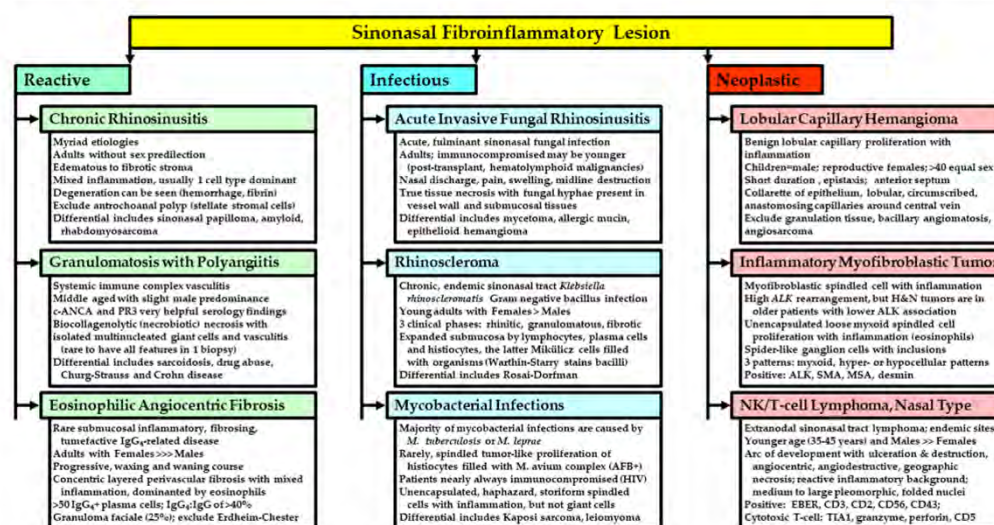 Sinonasal Fibroinflammatory Lesion
Reactive
Chronic Rhinosinusitis
Myriad etiologies
Adults without sex predilection
Edematous to fibrotic stroma
Mixed inflammation, usually 1 cell type dominant
Degeneration can be seen (hemorrhage, fibrin)
Exclude antrochoanal polyp (stellate stromal cells)
Differential includes sinonasal papilloma, amyloid,
rhabdomyosarcoma
Granulomatosis with Polyangiitis
Systemic immune complex vasculitis
Middle aged with slight male predominance
c-ANCA and PR3 very helpful serology findings
Biocollagenolytic (necrobiotic) necrosis with
isolated multinucleated giant cells and vasculitis
(rare to have all features in 1 biopsy)
Differential includes sarcoidosis, drug abuse,
Churg-Strauss and Crohn disease
Eosinophilic Angiocentric Fibrosis
Rare submucosal inflammatory, fibrosing,
tumefactive IgG4-related disease
Adults with Females >>> Males
Progressive, waxing and waning course
Concentric layered perivascular fibrosis with mixed
inflammation, dominated by eosinophils
>50 IgG4+ plasma cells; IgG4:IgG of >40%
Granuloma faciale (25%); exclude Erdheim-Chester
Infectious
Acute Invasive Fungal Rhinosinusitis
Acute, fulminant sinonasal fungal infection
Adults; immunocompromised may be younger
(post-transplant, hematolymphoid malignancies)
Nasal discharge, pain, swelling, midline destruction
True tissue necrosis with fungal hyphae present in
vessel wall and submucosal tissues
Differential includes mycetoma, allergic mucin,
epithelioid hemangioma
Rhinoscleroma
Chronic, endemic sinonasal tract Klebsiella
rhinoscleromatis Gram negative bacillus infection
Young adults with Females > Males
3 clinical phases: rhinitic, granulomatous, fibrotic
Expanded submucosa by lymphocytes, plasma cells
and histiocytes, the latter Mikülicz cells filled
with organisms (Warthin-Starry stains bacilli)
Differential includes Rosai-Dorfman
Mycobacterial Infections
Majority of mycobacterial infections are caused by
M. tuberculosis or M. leprae
Rarely, spindled tumor-like proliferation of
histiocytes filled with M. avium complex (AFB+)
Patients nearly always immunocompromised (HIV)
Unencapsulated, haphazard, storiform spindled
cells with inflammation, but not giant cells
Differential includes Kaposi sarcoma, leiomyoma
Neoplastic
Lobular Capillary Hemangioma
Benign lobular capillary proliferation with
inflammation
Children=male; reproductive females; >40 equal sex
Short duration , epistaxis; anterior septum
Collarette of epithelium, lobular, circumscribed,
anastomosing capillaries around central vein
Exclude granulation tissue, bacillary angiomatosis,
angiosarcoma
Inflammatory Myofibroblastic Tumor
Myofibroblastic spindled cell with inflammation
High ALK rearrangement, but H&N tumors are in
older patients with lower ALK association
Unencapsulated loose myxoid spindled cell
proliferation with inflammation (eosinophils)
Spider-like ganglion cells with inclusions
3 patterns: myxoid, hyper- or hypocellular patterns
Positive: ALK, SMA, MSA, desmin
NK/T-cell Lymphoma, Nasal Type
Extranodal sinonasal tract lymphoma; endemic sites
Younger age (35-45 years) and Males >> Females
Arc of development with ulceration & destruction,
angiocentric, angiodestructive, geographic
necrosis; reactive inflammatory background;
medium to large pleomorphic, folded nuclei
Positive: EBER, CD3, CD2, CD56, CD43;
Cytotoxic T-cell: TIA1, granzyme, perforin, CD5